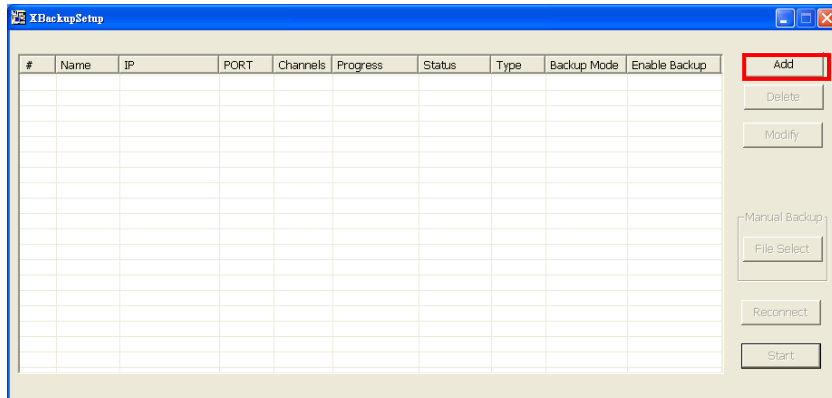 XBackupSetup
# Name IP PORT Channels Progress Status Type Backup Mode Enable Backup
Add
Delete
Modify
Manual Backup
File Select
Reconnect
Start